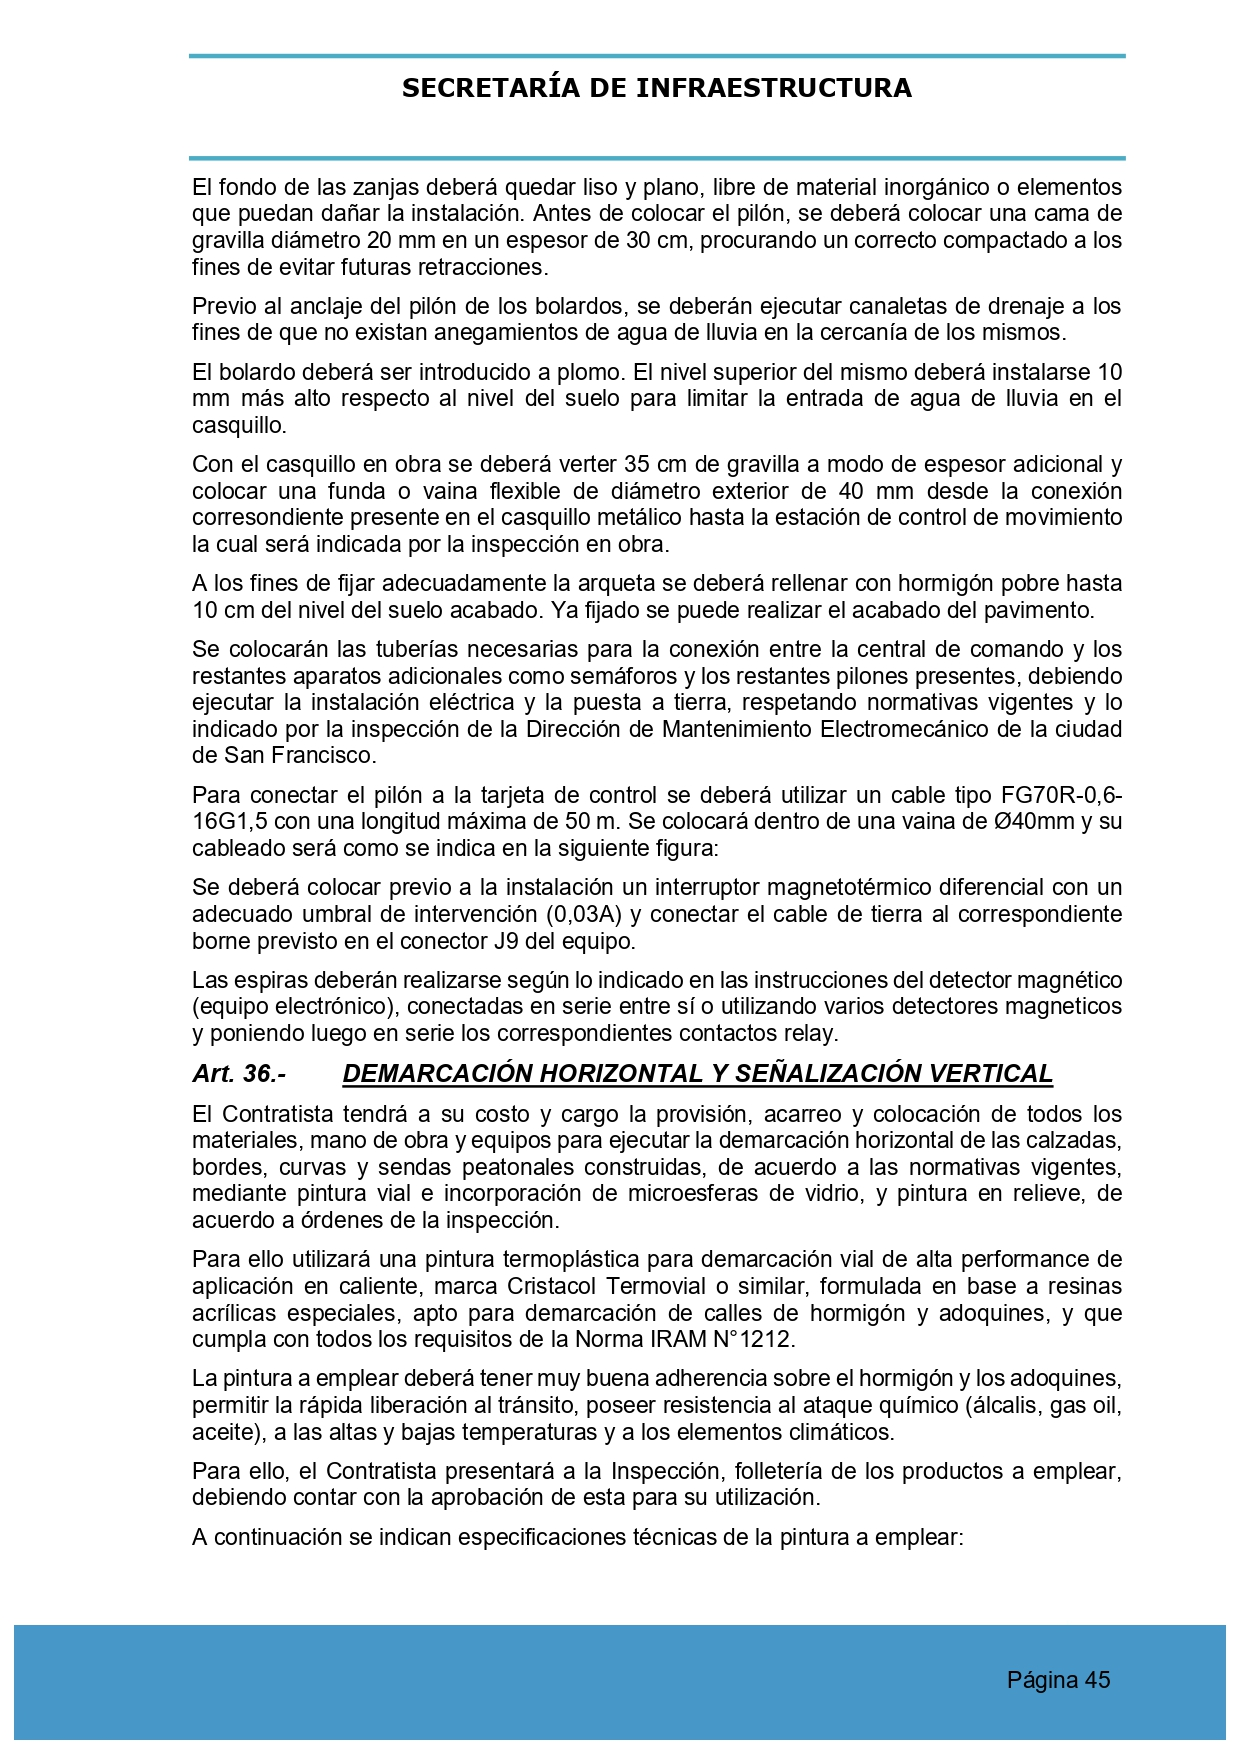 SECRETARÍA DE INFRAESTRUCTURA
El fondo de las zanjas deberá quedar liso y plano, libre de material inorgánico o elementos
que puedan dañar la instalación. Antes de colocar el pilón, se deberá colocar una cama de
gravilla diámetro 20 mm en un espesor de 30 cm, procurando un correcto compactado a los
fines de evitar futuras retracciones.
Previo al anclaje del pilón de los bolardos, se deberán ejecutar canaletas de drenaje a los
fines de que no existan anegamientos de agua de lluvia en la cercanía de los mismos.
El bolardo deberá ser introducido a plomo. El nivel superior del mismo deberá instalarse 10
mm más alto respecto al nivel del suelo para limitar la entrada de agua de lluvia en el
casquillo.
Con el casquillo en obra se deberá verter 35 cm de gravilla a modo de espesor adicional y
colocar una funda o vaina flexible de diámetro exterior de 40 mm desde la conexión
corresondiente presente en el casquillo metálico hasta la estación de control de movimiento
la cual será indicada por la inspección en obra.
A los fines de fijar adecuadamente la arqueta se deberá rellenar con hormigón pobre hasta
10 cm del nivel del suelo acabado. Ya fijado se puede realizar el acabado del pavimento.
Se colocarán las tuberías necesarias para la conexión entre la central de comando y los
restantes aparatos adicionales como semáforos y los restantes pilones presentes, debiendo
ejecutar la instalación eléctrica y la puesta a tierra, respetando normativas vigentes y lo
indicado por la inspección de la Dirección de Mantenimiento Electromecánico de la ciudad
de San Francisco.
Para conectar el pilón a la tarjeta de control se deberá utilizar un cable tipo FG70R-0,6-
16G1,5 con una longitud máxima de 50 m. Se colocará dentro de una vaina de Ø40mm y su
cableado será como se indica en la siguiente figura:
Se deberá colocar previo a la instalación un interruptor magnetotérmico diferencial con un
adecuado umbral de intervención (0,03A) y conectar el cable de tierra al correspondiente
borne previsto en el conector J9 del equipo.
Las espiras deberán realizarse según lo indicado en las instrucciones del detector magnético
(equipo electrónico), conectadas en serie entre sí o utilizando varios detectores magneticos
y poniendo luego en serie los correspondientes contactos relay.
Art. 36.- DEMARCACIÓN HORIZONTAL Y SEÑALIZACIÓN VERTICAL
El Contratista tendrá a su costo y cargo la provisión, acarreo y colocación de todos los
materiales, mano de obra y equipos para ejecutar la demarcación horizontal de las calzadas,
bordes, curvas y sendas peatonales construidas, de acuerdo a las normativas vigentes,
mediante pintura vial e incorporación de microesferas de vidrio, y pintura en relieve, de
acuerdo a órdenes de la inspección.
Para ello utilizará una pintura termoplástica para demarcación vial de alta performance de
aplicación en caliente, marca Cristacol Termovial o similar, formulada en base a resinas
acrílicas especiales, apto para demarcación de calles de hormigón y adoquines, y que
cumpla con todos los requisitos de la Norma IRAM N°1212.
La pintura a emplear deberá tener muy buena adherencia sobre el hormigón y los adoquines,
permitir la rápida liberación al tránsito, poseer resistencia al ataque químico (álcalis, gas oil,
aceite), a las altas y bajas temperaturas y a los elementos climáticos.
Para ello, el Contratista presentará a la Inspección, folletería de los productos a emplear,
debiendo contar con la aprobación de esta para su utilización.
A continuación se indican especificaciones técnicas de la pintura a emplear:
Página 45